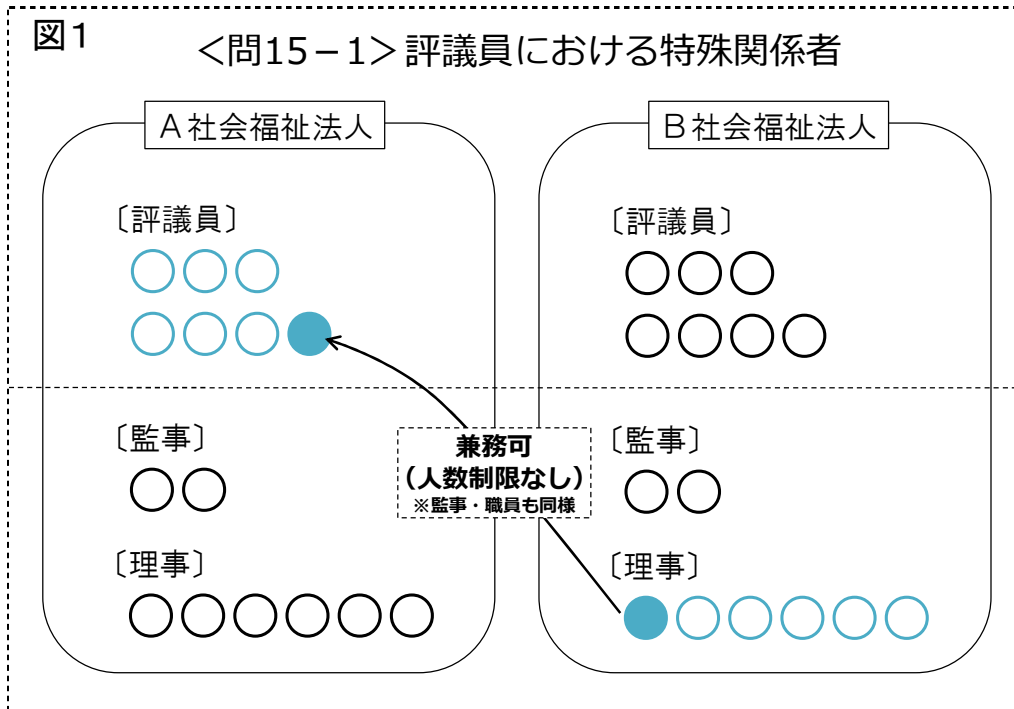 図1
＜問15－1＞評議員における特殊関係者
A社会福祉法人
B社会福祉法人
〔評議員〕
〔評議員〕
〔監事〕
兼務可
（人数制限なし）
※監事・職員も同様
〔監事〕
〔理事〕
〔理事〕